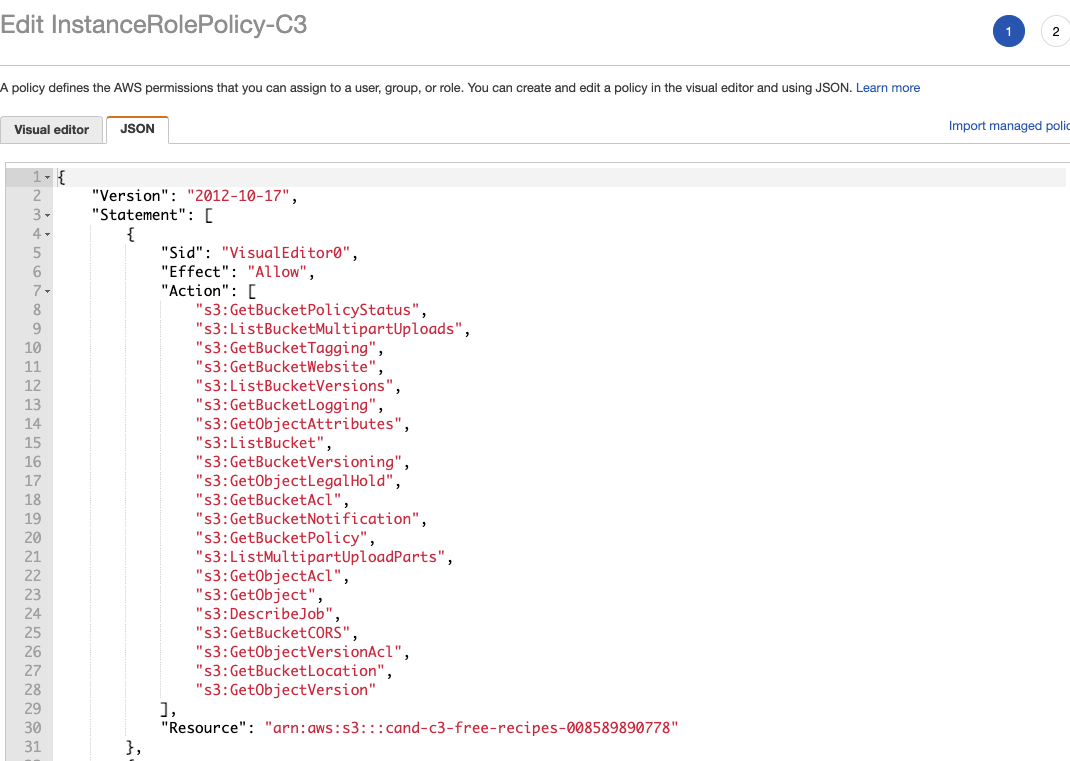 Edit InstanceRolePolicy-C3
1
2
A policy defines the AWS permissions that you can assign to a user, group, or role. You can create and edit a policy in the visual editor and using JSON. Learn more
Visual editor
JSON
Import managed polic
1 {
2 "Version": "2012-10-17",
3 "Statement": [
4 {
5 "Sid": "VisualEditor0",
6 "Effect": "Allow",
7 "Action": [
8 "s3:GetBucketPolicyStatus",
9 "s3:ListBucketMultipartUploads",
10 "s3:GetBucketTagging",
11 "s3:GetBucketWebsite",
12 "s3:ListBucketVersions",
13 "s3:GetBucketLogging",
14 "s3:GetObjectAttributes",
15 "s3:ListBucket",
16 "s3:GetBucketVersioning",
17 "s3:GetObjectLegalHold",
18 "s3:GetBucketAcl",
19 "s3:GetBucketNotification",
20 "s3:GetBucketPolicy",
21 "s3:ListMultipartUploadParts",
22 "s3:GetObjectAcl",
23 "s3:GetObject",
24 "s3:DescribeJob",
25 "s3:GetBucketCORS",
26 "s3:GetObjectVersionAcl",
27 "s3:GetBucketLocation",
28 "s3:GetObjectVersion"
29 ],
30 "Resource": "arn:aws:s3:::cand-c3-free-recipes-008589890778"
31 },